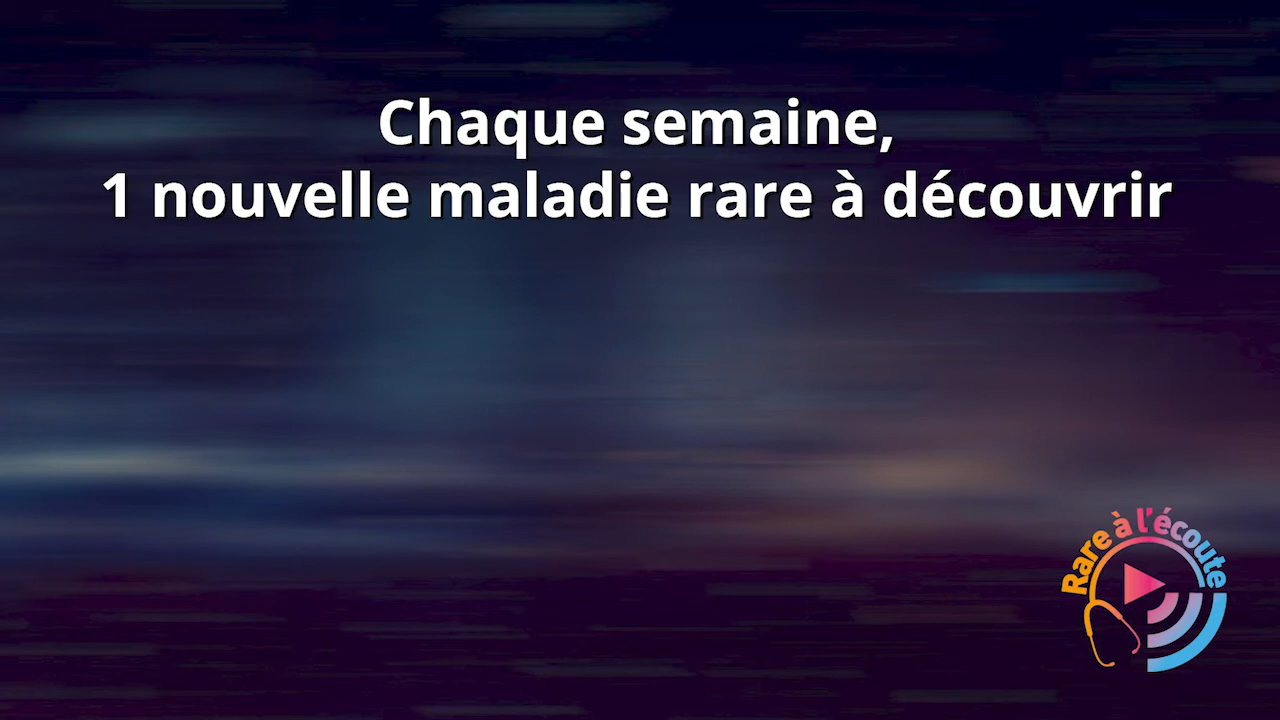 Chaque semaine,
1 nouvelle maladie rare à découvrir
Rare à l'écoute